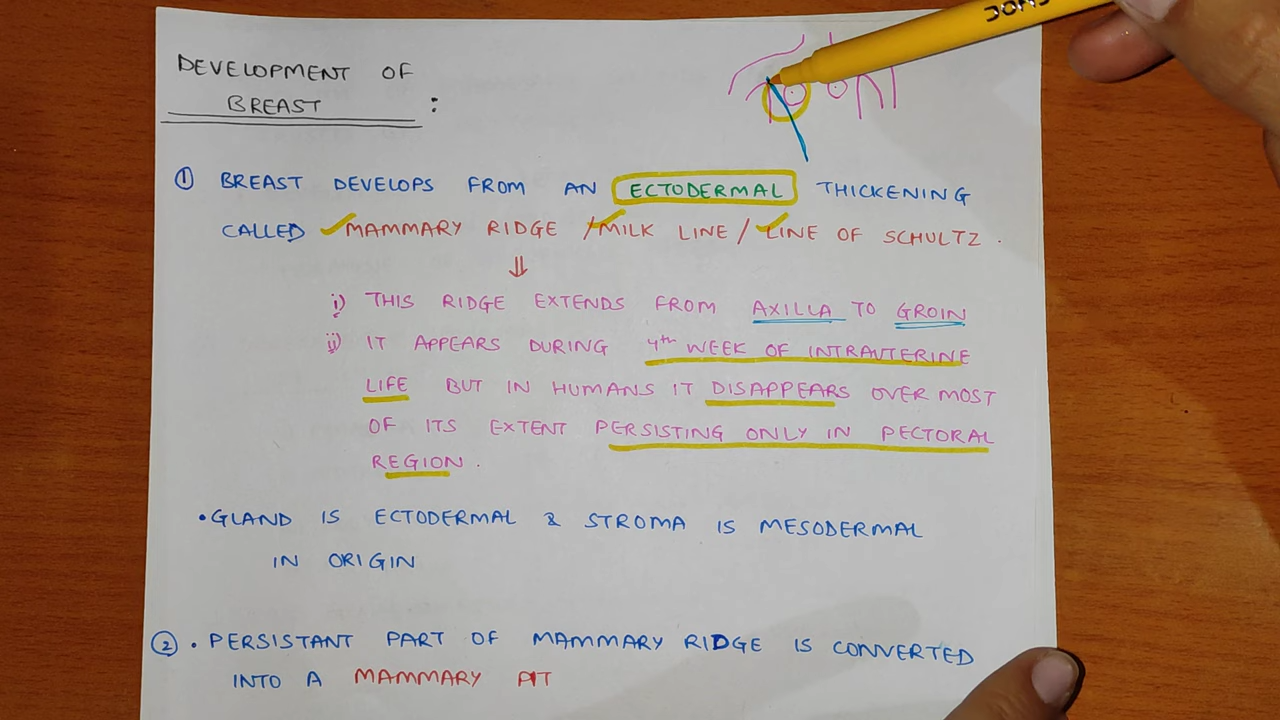 DEVELOPMENT OF
BREAST :
① BREAST DEVELOPS FROM AN ECTODERMAL THICKENING
CALLED MAMMARY RIDGE / MILK LINE / LINE OF SCHULTZ .
⇓
i) THIS RIDGE EXTENDS FROM AXILLA TO GROIN
ii) IT APPEARS DURING 4th WEEK OF INTRAUTERINE
LIFE BUT IN HUMANS IT DISAPPEARS OVER MOST
OF ITS EXTENT PERSISTING ONLY IN PECTORAL
REGION .
• GLAND IS ECTODERMAL & STROMA IS MESODERMAL
IN ORIGIN
② • PERSISTANT PART OF MAMMARY RIDGE IS CONVERTED
INTO A MAMMARY PIT